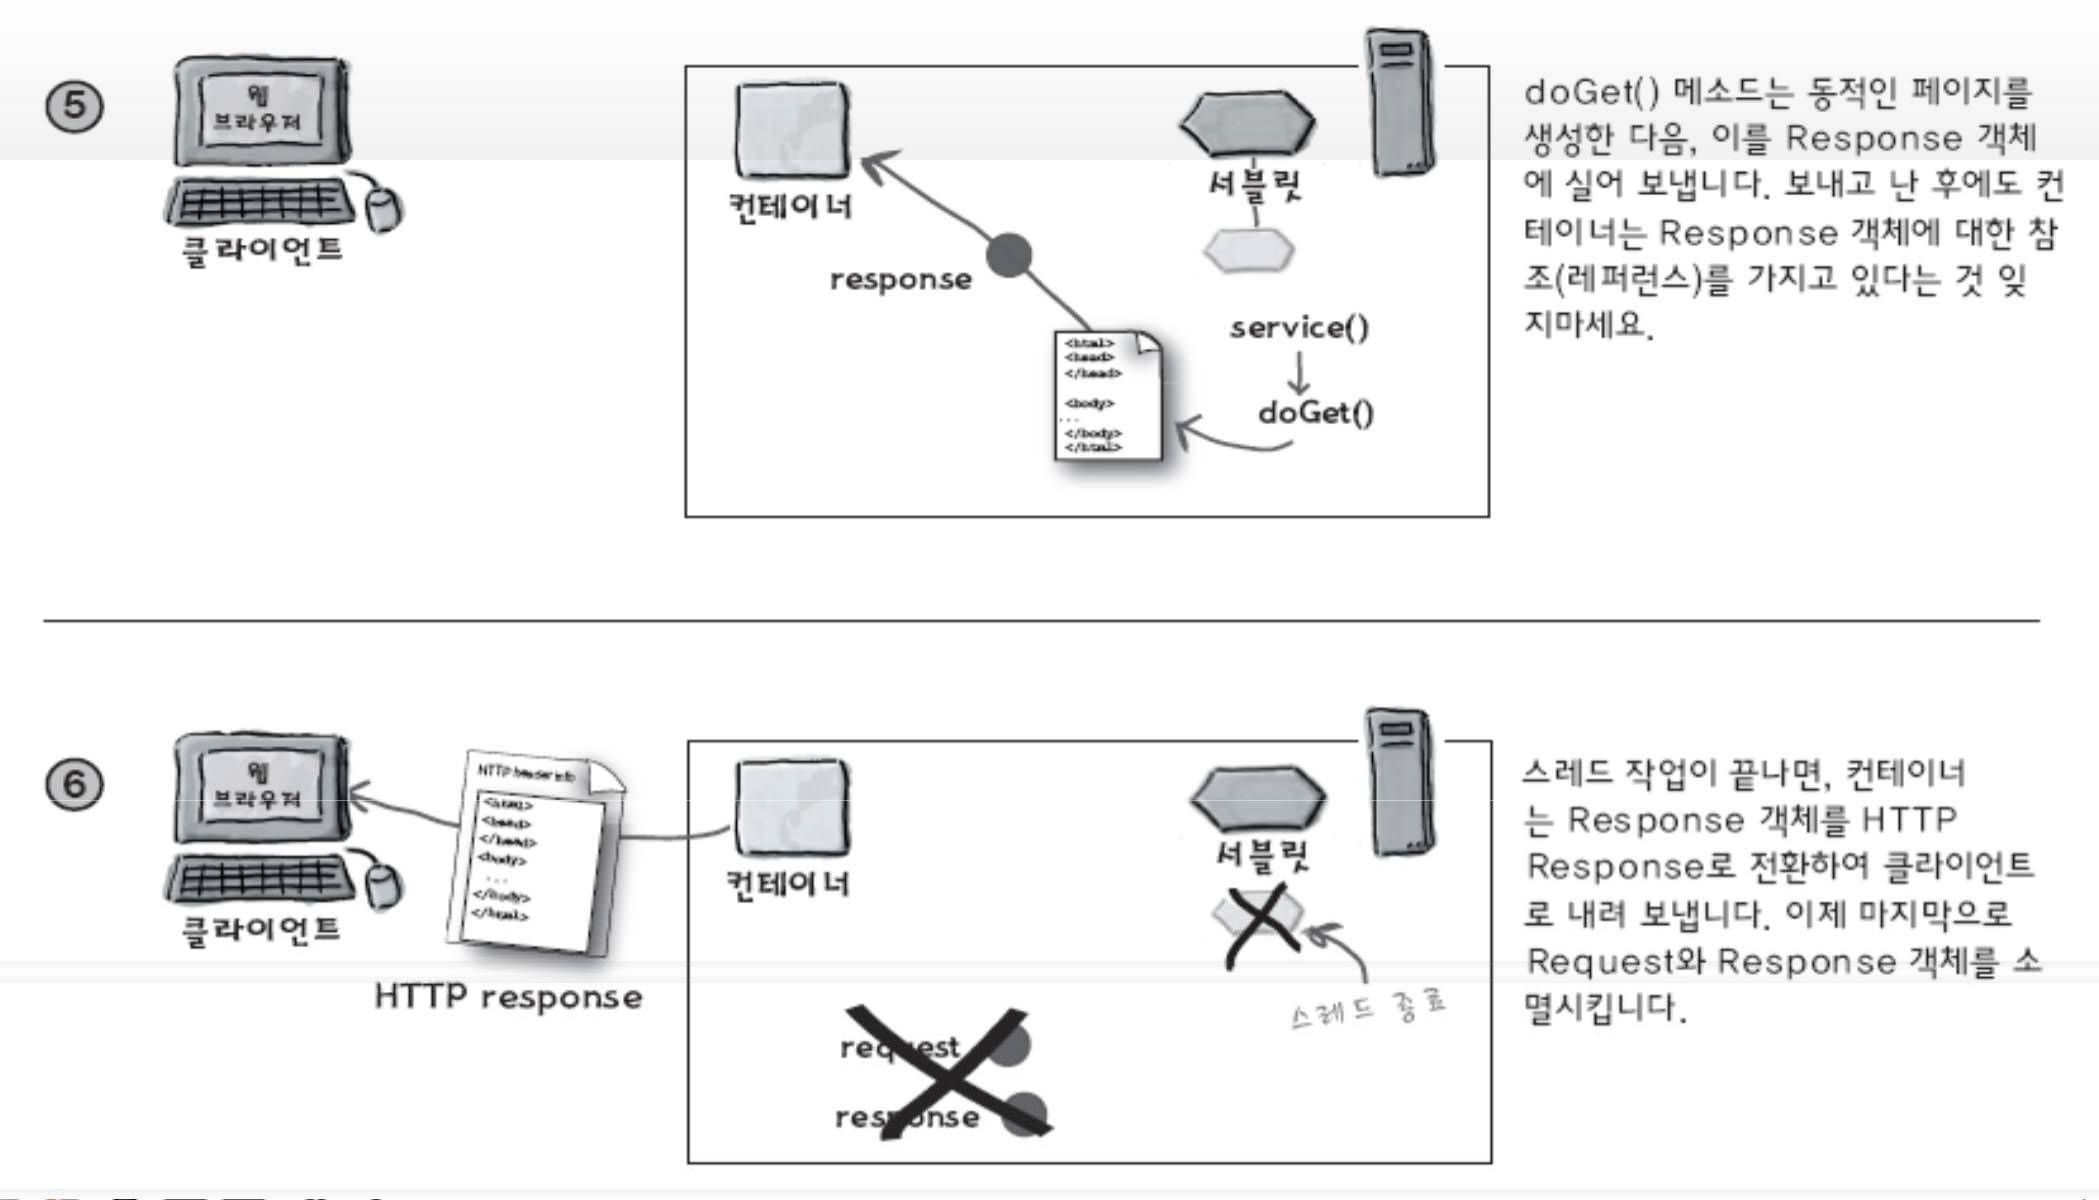 5
웹
브라우저
클라이언트
컨테이너
response
<html>
<head>
</head>
<body>
...
</body>
</html>
서블릿
service()
doGet()
doGet() 메소드는 동적인 페이지를
생성한 다음, 이를 Response 객체
에 실어 보냅니다. 보내고 난 후에도 컨
테이너는 Response 객체에 대한 참
조(레퍼런스)를 가지고 있다는 것 잊
지마세요.
6
웹
브라우저
클라이언트
HTTP header info
<html>
<head>
</head>
<body>
...
</body>
</html>
HTTP response
컨테이너
request
response
서블릿
스레드 종료
스레드 작업이 끝나면, 컨테이너
는 Response 객체를 HTTP
Response로 전환하여 클라이언트
로 내려 보냅니다. 이제 마지막으로
Request와 Response 객체를 소
멸시킵니다.